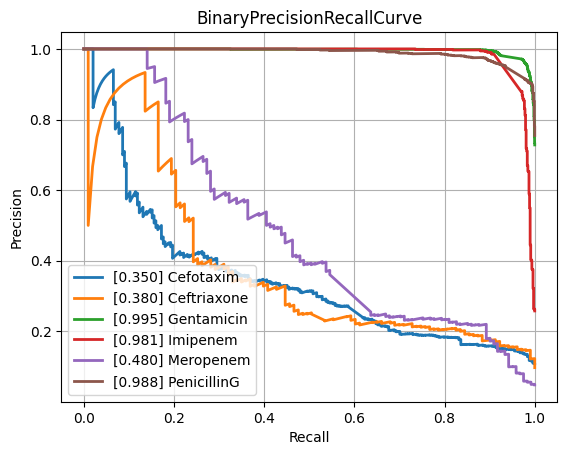 BinaryPrecisionRecallCurve
1.0
0.8
0.6
0.4
0.2
Precision
[0.350] Cefotaxim
[0.380] Ceftriaxone
[0.995] Gentamicin
[0.981] Imipenem
[0.480] Meropenem
[0.988] PenicillinG
0.0 0.2 0.4 0.6 0.8 1.0
Recall